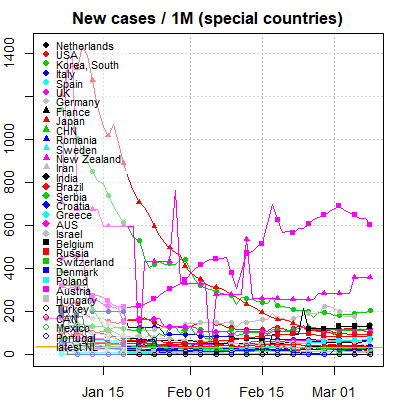 New cases / 1M (special countries)
1400
1200
1000
800
600
400
200
0
Netherlands
USA
Korea, South
Italy
Spain
UK
Germany
France
Japan
CHN
Romania
Sweden
New Zealand
Iran
India
Brazil
Serbia
Croatia
Greece
AUS
Israel
Belgium
Russia
Switzerland
Denmark
Poland
Austria
Hungary
Turkey
CAN
Mexico
Portugal
latest NL
Jan 15
Feb 01
Feb 15
Mar 01